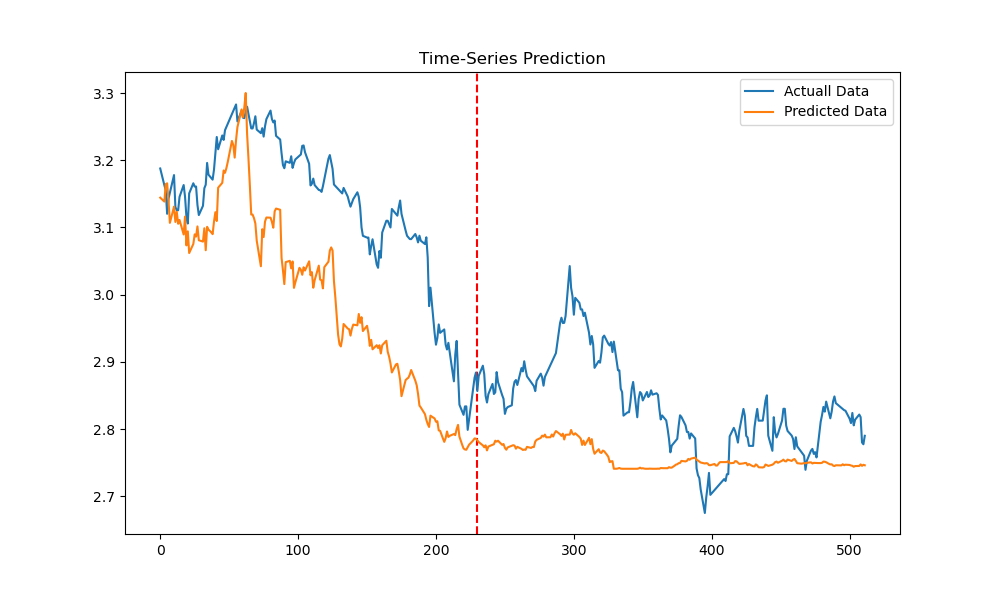 Time-Series Prediction
Actuall Data
Predicted Data
3.3
3.2
3.1
3.0
2.9
2.8
2.7
0 100 200 300 400 500